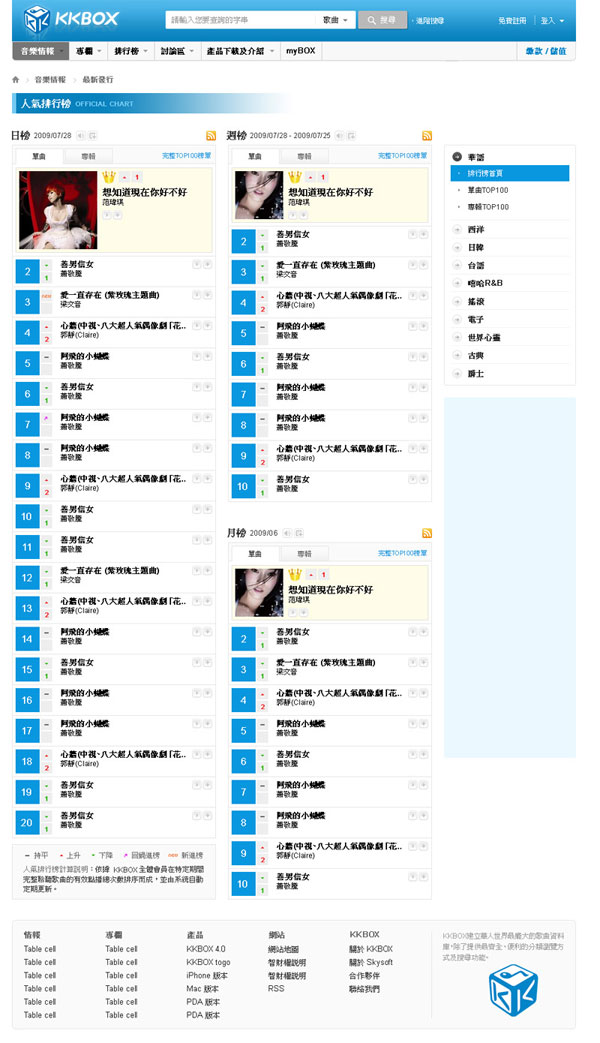 KKBOX
請輸入您要查詢的字串
歌曲
搜尋
進階搜尋
免費註冊
登入
音樂情報
專欄
排行榜
討論區
產品下載及介紹
myBOX
繳款 / 儲值
音樂情報
最新發行
人氣排行榜 OFFICIAL CHART
日榜 2009/07/28
單曲
專輯
完整TOP100榜單
1
想知道現在你好不好
范瑋琪
2 1 善男信女
蕭敬騰
3 NEW 愛一直存在 (紫玫瑰主題曲)
梁文音
4 2 心牆(中視、八大超人氣偶像劇「花..
郭靜(Claire)
5 阿飛的小蝴蝶
蕭敬騰
6 1 善男信女
蕭敬騰
7 阿飛的小蝴蝶
蕭敬騰
8 阿飛的小蝴蝶
蕭敬騰
9 2 心牆(中視、八大超人氣偶像劇「花..
郭靜(Claire)
10 1 善男信女
蕭敬騰
11 1 善男信女
蕭敬騰
12 1 愛一直存在 (紫玫瑰主題曲)
梁文音
13 2 心牆(中視、八大超人氣偶像劇「花..
郭靜(Claire)
14 阿飛的小蝴蝶
蕭敬騰
15 1 善男信女
蕭敬騰
16 阿飛的小蝴蝶
蕭敬騰
17 阿飛的小蝴蝶
蕭敬騰
18 2 心牆(中視、八大超人氣偶像劇「花..
郭靜(Claire)
19 1 善男信女
蕭敬騰
20 1 善男信女
蕭敬騰
持平 上升 下降 回鍋進榜 NEW 新進榜
人氣排行榜計算說明：依據 KKBOX 全體會員在特定期間
完整聆聽歌曲的有效點播總次數排序而成，並由系統自動
定期更新。
週榜 2009/07/28 - 2009/07/25
單曲
專輯
完整TOP100榜單
1
想知道現在你好不好
范瑋琪
2 1 善男信女
蕭敬騰
3 1 愛一直存在 (紫玫瑰主題曲)
梁文音
4 2 心牆(中視、八大超人氣偶像劇「花..
郭靜(Claire)
5 阿飛的小蝴蝶
蕭敬騰
6 1 善男信女
蕭敬騰
7 阿飛的小蝴蝶
蕭敬騰
8 阿飛的小蝴蝶
蕭敬騰
9 2 心牆(中視、八大超人氣偶像劇「花..
郭靜(Claire)
10 1 善男信女
蕭敬騰
月榜 2009/06
單曲
專輯
完整TOP100榜單
1
想知道現在你好不好
范瑋琪
2 1 善男信女
蕭敬騰
3 1 愛一直存在 (紫玫瑰主題曲)
梁文音
4 2 心牆(中視、八大超人氣偶像劇「花..
郭靜(Claire)
5 阿飛的小蝴蝶
蕭敬騰
6 1 善男信女
蕭敬騰
7 阿飛的小蝴蝶
蕭敬騰
8 阿飛的小蝴蝶
蕭敬騰
9 2 心牆(中視、八大超人氣偶像劇「花..
郭靜(Claire)
10 1 善男信女
蕭敬騰
華語
排行榜首頁
單曲TOP100
專輯TOP100
西洋
日韓
台語
嘻哈R&B
搖滾
電子
世界心靈
古典
爵士
情報
Table cell
Table cell
Table cell
Table cell
Table cell
Table cell
專欄
Table cell
Table cell
Table cell
Table cell
Table cell
Table cell
產品
KKBOX 4.0
KKBOX togo
iPhone 版本
Mac 版本
PDA 版本
PDA 版本
網站
網站地圖
智財權說明
智財權說明
RSS
KKBOX
關於 KKBOX
關於 Skysoft
合作夥伴
聯絡我們
KKBOX建立華人世界最龐大的歌曲資料
庫，除了提供最安全、便利的分類瀏覽方
式及搜尋功能。